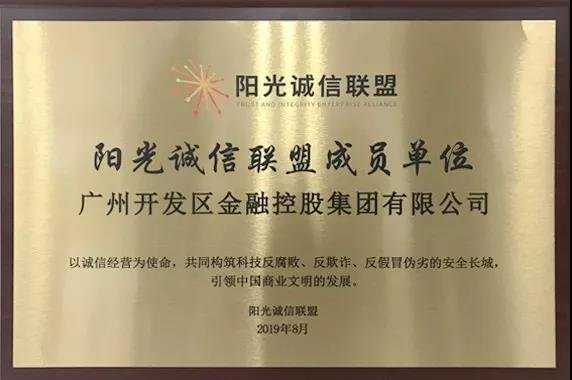 阳光诚信联盟
TRUST AND INTEGRITY ENTERPRISE ALLIANCE
阳光诚信联盟成员单位
广州开发区金融控股集团有限公司
以诚信经营为使命，共同构筑科技反腐败、反欺诈、反假冒伪劣的安全长城，
引领中国商业文明的发展。
阳光诚信联盟
2019年8月